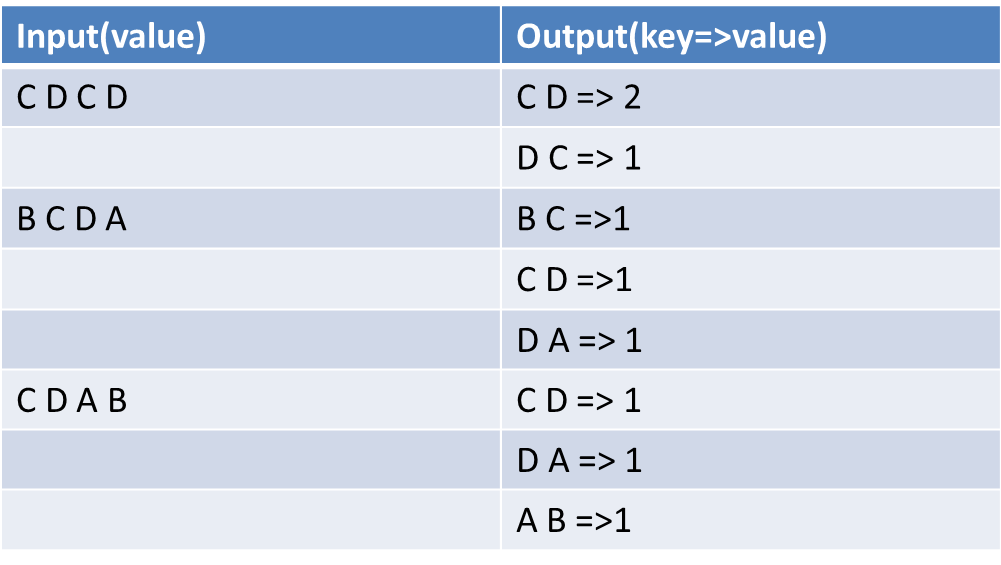 Input(value) Output(key=>value)
C D C D C D => 2
D C => 1
B C D A B C =>1
C D =>1
D A => 1
C D A B C D => 1
D A => 1
A B =>1